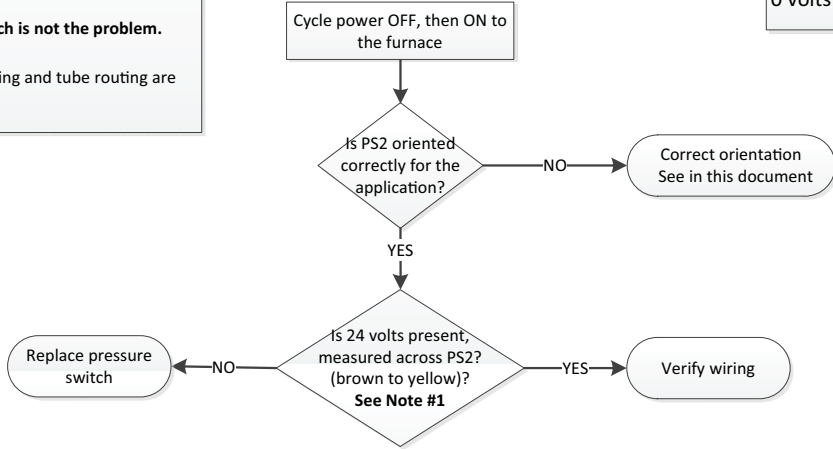 ch is not the problem.
ing and tube routing are
0 volts
Cycle power OFF, then ON to
the furnace
Is PS2 oriented
correctly for the
application?
NO
Correct orientation
See in this document
YES
Is 24 volts present,
measured across PS2?
(brown to yellow)?
See Note #1
NO
Replace pressure
switch
YES
Verify wiring